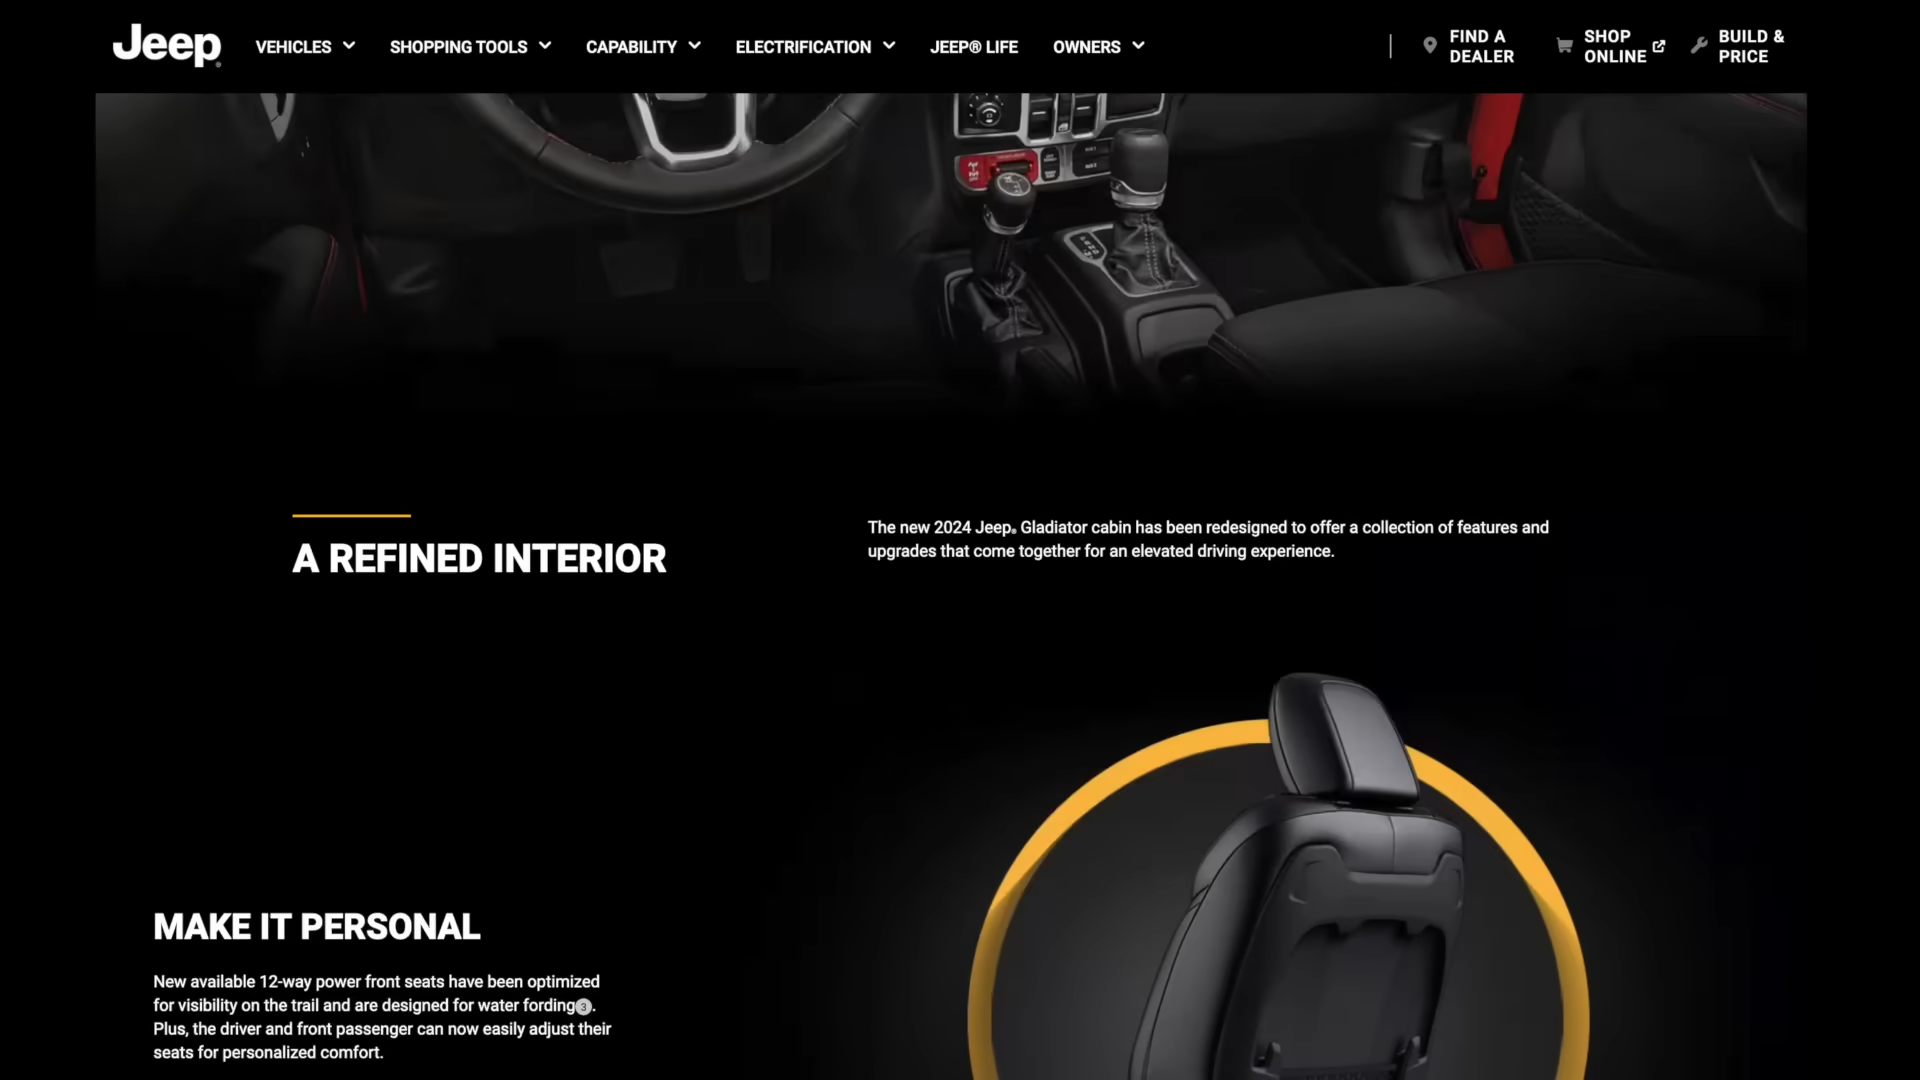 Jeep
VEHICLES
SHOPPING TOOLS
CAPABILITY
ELECTRIFICATION
JEEP® LIFE
OWNERS
FIND A
DEALER
SHOP
ONLINE
BUILD &
PRICE
A REFINED INTERIOR
The new 2024 Jeep® Gladiator cabin has been redesigned to offer a collection of features and
upgrades that come together for an elevated driving experience.
MAKE IT PERSONAL
New available 12-way power front seats have been optimized
for visibility on the trail and are designed for water fording3.
Plus, the driver and front passenger can now easily adjust their
seats for personalized comfort.